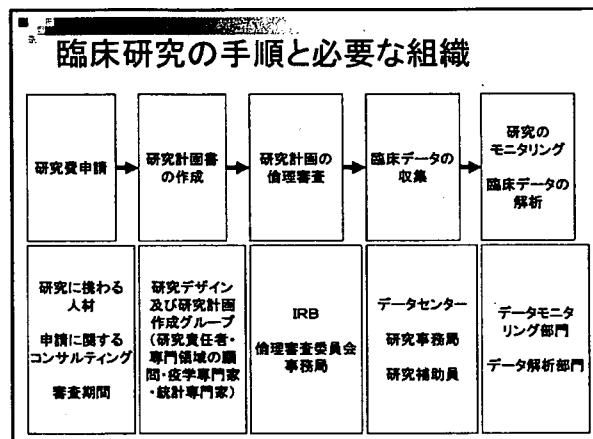 臨床研究の手順と必要な組織
研究費申請
研究計画書
の作成
研究計画の
倫理審査
臨床データの
収集
研究の
モニタリング
臨床データの
解析
研究に携わる
人材
申請に関する
コンサルティング
審査期間
研究デザイン
及び研究計画
作成グループ
(研究責任者・
専門領域の顧
問・疫学専門家
・統計専門家)
IRB
倫理審査委員会
事務局
データセンター
研究事務局
研究補助員
データモニタ
リング部門
データ解析部門